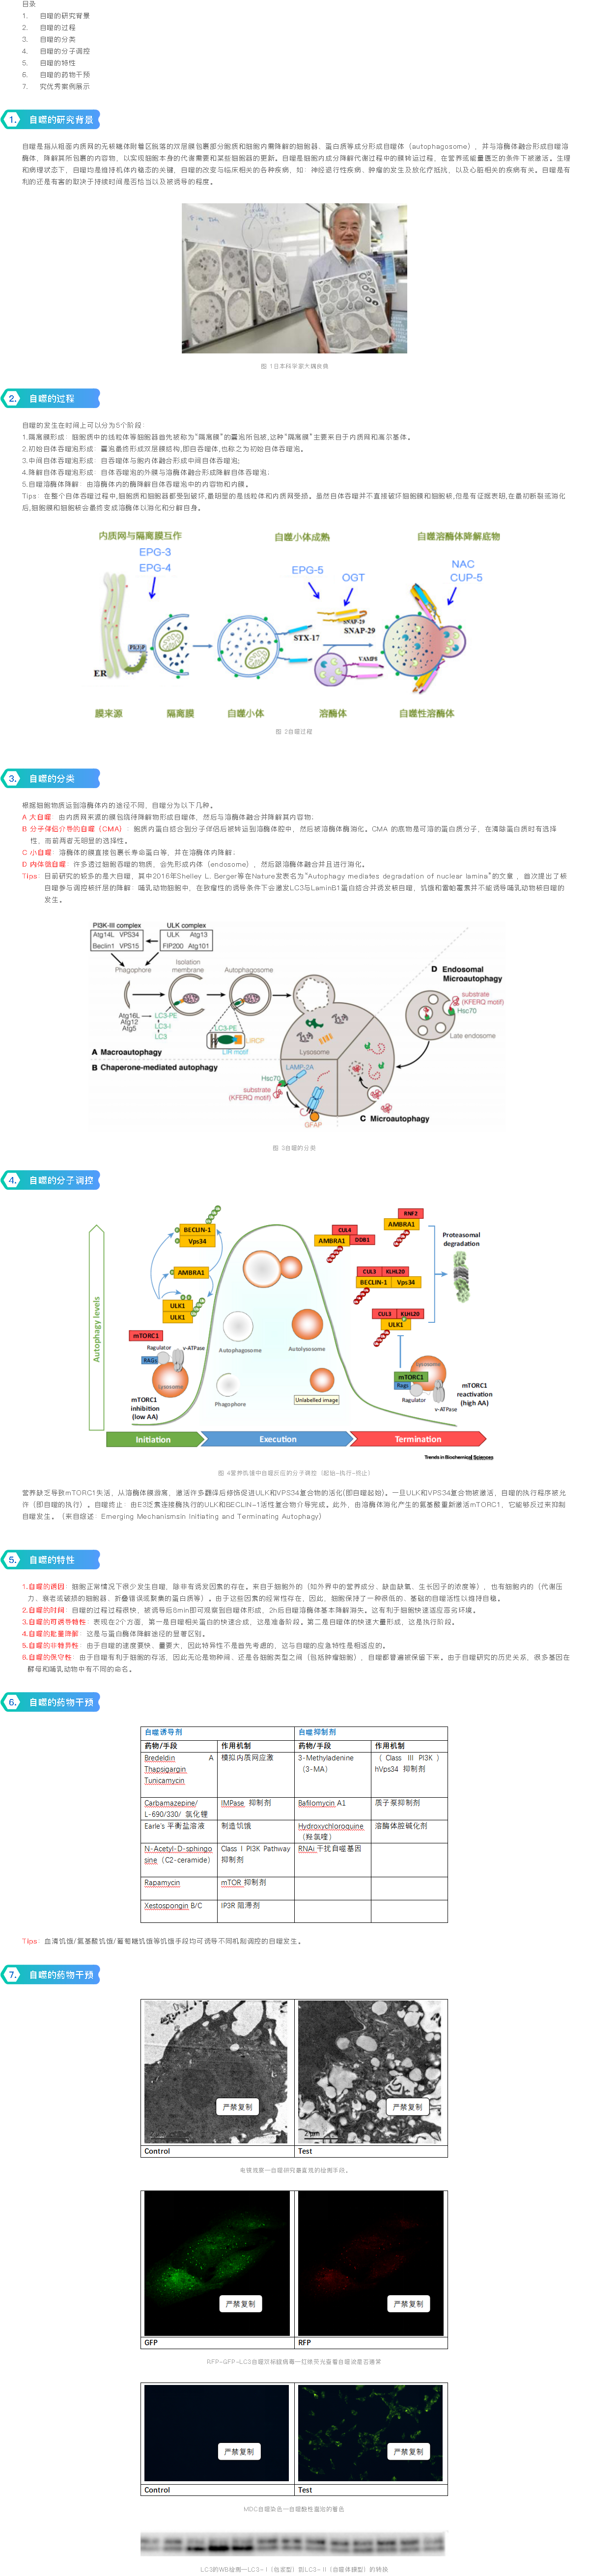 目录
1. 自噬的研究背景
2. 自噬的过程
3. 自噬的分类
4. 自噬的分子调控
5. 自噬的特性
6. 自噬的药物干预
7. 究优秀案例展示
1. 自噬的研究背景
自噬是指从粗面内质网的无核糖体附着区脱落的双层膜包裹部分胞质和细胞内需降解的细胞器、蛋白质等成分形成自噬体（autophagosome），并与溶酶体融合形成自噬溶
酶体，降解其所包裹的内容物，以实现细胞本身的代谢需要和某些细胞器的更新。自噬是细胞内成分降解代谢过程中的膜转运过程，在营养或能量匮乏的条件下被激活。生理
和病理状态下，自噬均是维持机体内稳态的关键，自噬的改变与临床相关的各种疾病，如：神经退行性疾病、肿瘤的发生及放化疗抵抗，以及心脏相关的疾病有关。自噬是有
利的还是有害的取决于持续时间是否恰当以及被诱导的程度。
图 1日本科学家大隅良典
2. 自噬的过程
自噬的发生在时间上可以分为5个阶段：
1.隔离膜形成：细胞质中的线粒体等细胞器首先被称为“隔离膜”的囊泡所包被,这种“隔离膜”主要来自于内质网和高尔基体。
2.初始自体吞噬泡形成：囊泡最终形成双层膜结构,即自吞噬体,也称之为初始自体吞噬泡。
3.中间自体吞噬泡形成：自吞噬体与胞内体融合形成中间自体吞噬泡;
4.降解自体吞噬泡形成：自体吞噬泡的外膜与溶酶体融合形成降解自体吞噬泡；
5.自噬溶酶体降解：由溶酶体内的酶降解自体吞噬泡中的内容物和内膜。
Tips：在整个自体吞噬过程中,细胞质和细胞器都受到破坏,最明显的是线粒体和内质网受损。虽然自体吞噬并不直接破坏细胞膜和细胞核,但是有证据表明,在最初断裂或消化
后,细胞膜和细胞核会最终变成溶酶体以消化和分解自身。
内质网与隔离膜互作 自噬小体成熟 自噬溶酶体降解底物
EPG-3
EPG-4
EPG-5
OGT
NAC
CUP-5
PI(3)P
STX-17
SNAP-29
SNAP-29
VAMP8
ER
膜来源 隔离膜 自噬小体 溶酶体 自噬性溶酶体
图 2自噬过程
3. 自噬的分类
根据细胞物质运到溶酶体内的途径不同，自噬分为以下几种。
A 大自噬：由内质网来源的膜包绕待降解物形成自噬体，然后与溶酶体融合并降解其内容物；
B 分子伴侣介导的自噬（CMA）：胞质内蛋白结合到分子伴侣后被转运到溶酶体腔中，然后被溶酶体酶消化。CMA 的底物是可溶的蛋白质分子，在清除蛋白质时有选择
性，而前两者无明显的选择性。
C 小自噬：溶酶体的膜直接包裹长寿命蛋白等，并在溶酶体内降解；
D 内体微自噬：许多透过细胞吞噬的物质，会先形成内体（endosome），然后跟溶酶体融合并且进行消化。
Tips：目前研究的较多的是大自噬，其中2016年Shelley L. Berger等在Nature发表名为“Autophagy mediates degradation of nuclear lamina”的文章，首次提出了核
自噬参与调控核纤层的降解：哺乳动物细胞中，在致瘤性的诱导条件下会激发LC3与LaminB1蛋白结合并诱发核自噬，饥饿和雷帕霉素并不能诱导哺乳动物核自噬的
发生。
PI3K-III complex ULK complex
Atg14L VPS34 ULK Atg13
Beclin1 VPS15 FIP200 Atg101
Phagophore
Isolation
membrane
Autophagosome
Atg16L
Atg12
Atg5
LC3-PE
LC3-I
LC3
LC3-PE
LIRCP
LIR motif
D Endosomal
Microautophagy
substrate
(KFERQ motif)
Hsc70
Late endosome
A Macroautophagy
B Chaperone-mediated autophagy
Lysosome
LAMP-2A
Hsc70
substrate
(KFERQ motif)
GFAP
C Microautophagy
图 3自噬的分类
4. 自噬的分子调控
Autophagy levels
BECLIN-1
Vps34
AMBRA1
ULK1
ULK1
mTORC1
Ragulator
v-ATPase
RAGs
Lysosome
mTORC1
inhibition
(low AA)
Autophagosome
Phagophore
Autolysosome
Unlabelled image
CUL4
AMBRA1
DDB1
RNF2
AMBRA1
Proteasomal
degradation
CUL3 KLHL20
BECLIN-1 Vps34
CUL3 KLHL20
ULK1
mTORC1
Rags
Lysosome
Ragulator
v-ATPase
mTORC1
reactivation
(high AA)
Initiation Execution Termination
Trends in Biochemical Sciences
图 4营养饥饿中自噬反应的分子调控（起始-执行-终止）
营养缺乏导致mTORC1失活，从溶酶体膜溶离，激活许多翻译后修饰促进ULK和VPS34复合物的活化(即自噬起始)。一旦ULK和VPS34复合物被激活，自噬的执行程序被允
许（即自噬的执行）。自噬终止：由E3泛素连接酶执行的ULK和BECLIN-1活性复合物介导完成。此外，由溶酶体消化产生的氨基酸重新激活mTORC1，它能够反过来抑制
自噬发生。（来自综述：Emerging Mechanismsin Initiating and Terminating Autophagy）
5. 自噬的特性
1.自噬的诱因：细胞正常情况下很少发生自噬，除非有诱发因素的存在。来自于细胞外的（如外界中的营养成分、缺血缺氧、生长因子的浓度等），也有细胞内的（代谢压
力、衰老或破损的细胞器、折叠错误或聚集的蛋白质等）。由于这些因素的经常性存在，因此，细胞保持了一种很低的、基础的自噬活性以维持自稳。
2.自噬的时间：自噬的过程过程很快，被诱导后8min即可观察到自噬体形成，2h后自噬溶酶体基本降解消失。这有利于细胞快速适应恶劣环境。
3.自噬的可诱导特性：表现在2个方面，第一是自噬相关蛋白的快速合成，这是准备阶段。第二是自噬体的快速大量形成，这是执行阶段。
4.自噬的批量降解：这是与蛋白酶体降解途径的显著区别。
5.自噬的非特异性：由于自噬的速度要快、量要大，因此特异性不是首先考虑的，这与自噬的应急特性是相适应的。
6.自噬的保守性：由于自噬有利于细胞的存活，因此无论是物种间、还是各细胞类型之间（包括肿瘤细胞），自噬都普遍被保留下来。由于自噬研究的历史关系，很多基因在
酵母和哺乳动物中有不同的命名。
6. 自噬的药物干预
自噬诱导剂 自噬抑制剂
药物/手段 作用机制 药物/手段 作用机制
Bredeldin A
Thapsigargin
Tunicamycin
模拟内质网应激
3-Methyladenine
（3-MA）
（Class III PI3K）
hVps34 抑制剂
Carbamazepine/
L-690/330/ 氯化锂
IMPase 抑制剂
Bafilomycin A1
质子泵抑制剂
Earle's 平衡盐溶液
制造饥饿
Hydroxychloroquine
（羟氯喹）
溶酶体腔碱化剂
N-Acetyl-D-sphingo
sine（C2-ceramide）
Class I PI3K Pathway
抑制剂
RNAi 干扰自噬基因
Rapamycin
mTOR 抑制剂
Xestospongin B/C
IP3R 阻滞剂
Tips：血清饥饿/氨基酸饥饿/葡萄糖饥饿等饥饿手段均可诱导不同机制调控的自噬发生。
7. 自噬的药物干预
严禁复制
严禁复制
2 μm
Control Test
电镜观察—自噬研究最直观的检测手段。
严禁复制
严禁复制
GFP RFP
RFP-GFP-LC3自噬双标腺病毒—红绿荧光查看自噬流是否通常
严禁复制
严禁复制
Control Test
MDC自噬染色—自噬酸性囊泡的着色
LC3的WB检测—LC3-I（包浆型）到LC3-II（自噬体膜型）的转换